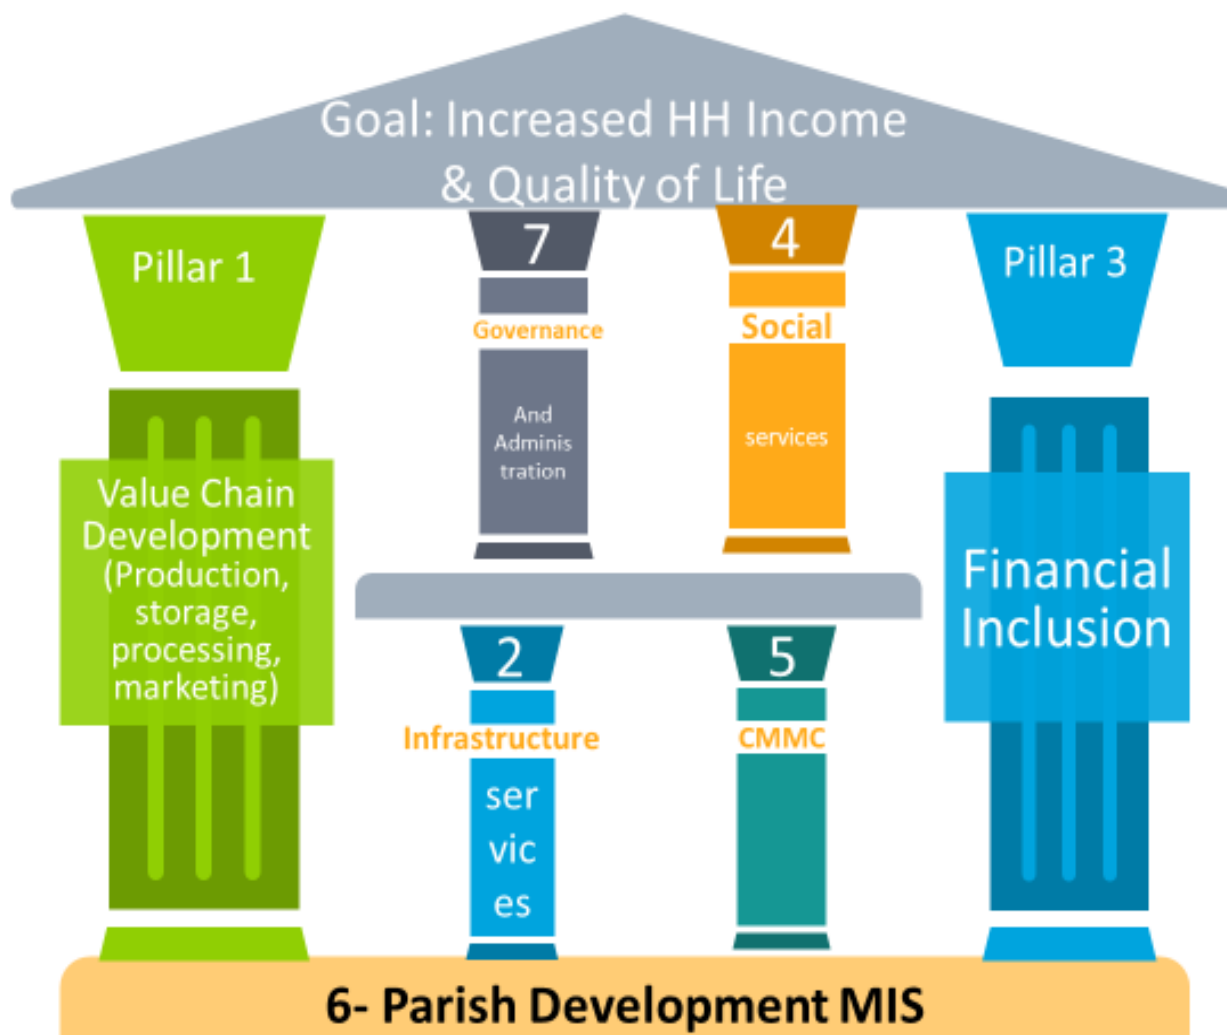 Goal: Increased HH Income
& Quality of Life
Pillar 1
7
4
Pillar 3
Governance
Social
And
Adminis
tration
services
Value Chain
Development
(Production,
storage,
processing,
marketing)
Financial
Inclusion
2
5
Infrastructure
CMMC
ser
vic
es
6- Parish Development MIS